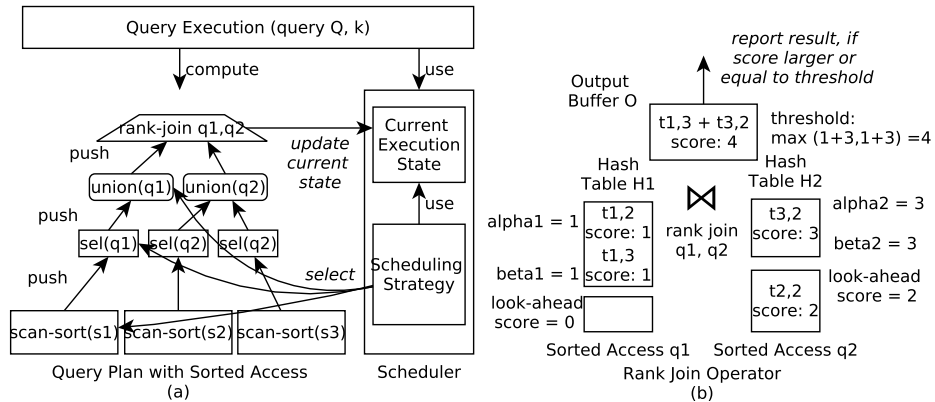 Query Execution (query Q, k)
compute
use
rank-join q1,q2
push
update
current
state
Current
Execution
State
union(q1)
union(q2)
push
use
sel(q1)
sel(q2)
sel(q2)
select
Scheduling
Strategy
push
scan-sort(s1)
scan-sort(s2)
scan-sort(s3)
Query Plan with Sorted Access
Scheduler
(a)
report result, if
score larger or
equal to threshold
Output
Buffer O
t1,3 + t3,2
score: 4
threshold:
max (1+3,1+3) =4
Hash
Table H1
Hash
Table H2
alpha1 = 1
t1,2
score: 1
t1,3
score: 1
beta1 = 1
rank join
q1, q2
t3,2
score: 3
alpha2 = 3
beta2 = 3
look-ahead
score = 0
t2,2
score: 2
look-ahead
score = 2
Sorted Access q1
Sorted Access q2
Rank Join Operator
(b)